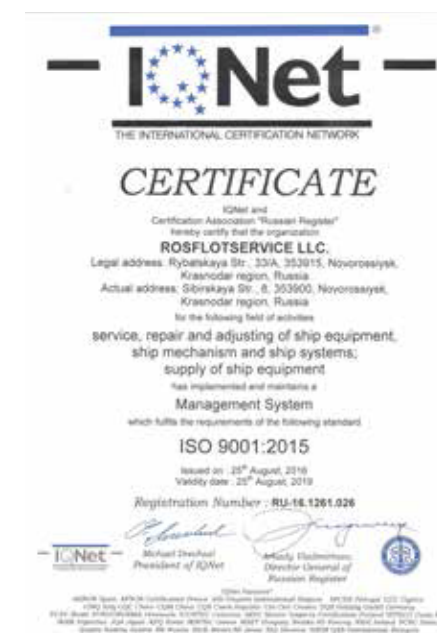 IQNet
THE INTERNATIONAL CERTIFICATION NETWORK
CERTIFICATE
IQNet and
Certification Association "Russian Register"
hereby certify that the organization
ROSFLOTSERVICE LLC.
Legal address: Rybatskaya Str., 33/A, 353915, Novorossiysk,
Krasnodar region, Russia
Actual address: Sibirskaya Str., 8, 353900, Novorossiysk,
Krasnodar region, Russia
for the following field of activities
service, repair and adjusting of ship equipment,
ship mechanism and ship systems;
supply of ship equipment
has implemented and maintains a
Management System
which fulfils the requirements of the following standard
ISO 9001:2015
Issued on : 25th August, 2016
Validity date : 25th August, 2019
Registration Number : RU-16.1261.026
IQNet
Michael Drechsel
President of IQNet
Arkady Vladimirtsev
Director General of
Russian Register